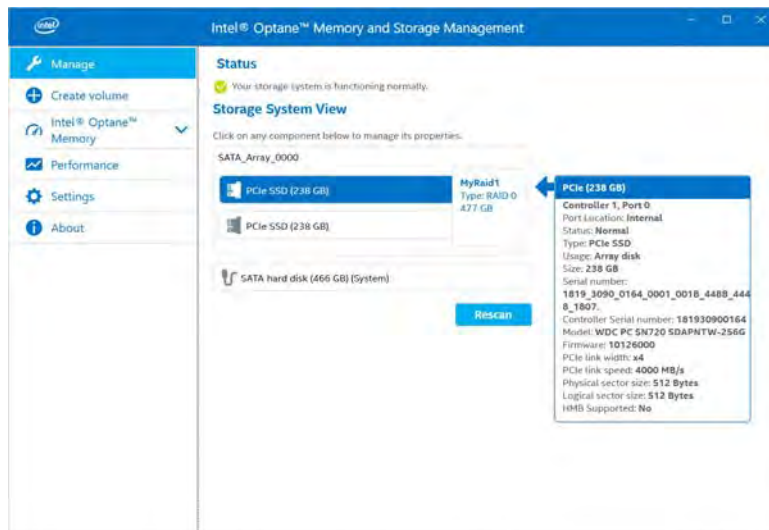 intel
Intel® Optane™ Memory and Storage Management
Manage
Create volume
Intel® Optane™
Memory
Performance
Settings
About
Status
Your storage system is functioning normally.
Storage System View
Click on any component below to manage its properties.
SATA_Array_0000
PCIe SSD (238 GB)
PCIe SSD (238 GB)
MyRaid1
Type: RAID 0
477 GB
SATA hard disk (466 GB) (System)
Rescan
PCIe (238 GB)
Controller 1, Port 0
Port Location: Internal
Status: Normal
Type: PCIe SSD
Usage: Array disk
Size: 238 GB
Serial number:
1819_3090_0164_0001_001B_448B_444
8_1807.
Controller Serial number: 181930900164
Model: WDC PC SN720 SDAPNTW-256G
Firmware: 10126000
PCIe link width: x4
PCIe link speed: 4000 MB/s
Physical sector size: 512 Bytes
Logical sector size: 512 Bytes
HMB Supported: No